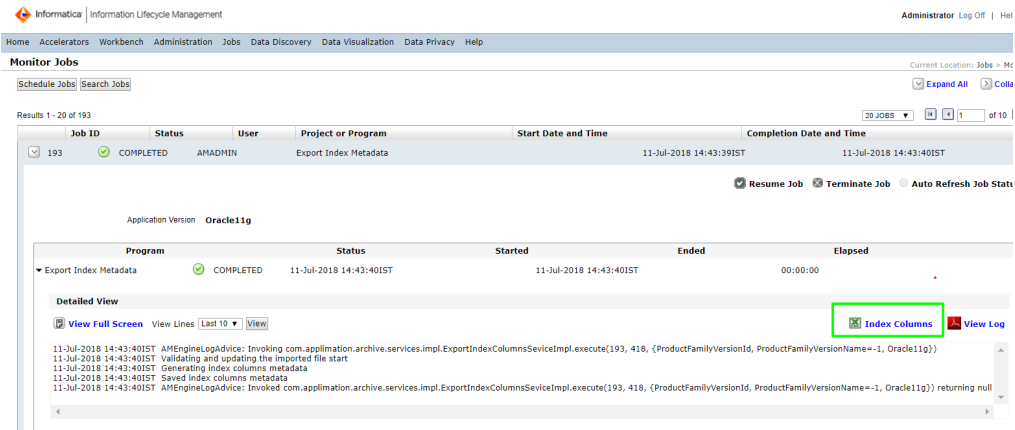 Informatica | Information Lifecycle Management
Administrator Log Off | Hel
Home Accelerators Workbench Administration Jobs Data Discovery Data Visualization Data Privacy Help
Monitor Jobs
Current Location: Jobs > Mo
Schedule Jobs Search Jobs
Expand All Colla
Results 1 - 20 of 193
20 JOBS 1 of 10
Job ID Status User Project or Program Start Date and Time Completion Date and Time
193 COMPLETED AMADMIN Export Index Metadata 11-Jul-2018 14:43:39IST 11-Jul-2018 14:43:40IST
Resume Job Terminate Job Auto Refresh Job Statu
Application Version Oracle11g
Program Status Started Ended Elapsed
Export Index Metadata COMPLETED 11-Jul-2018 14:43:40IST 11-Jul-2018 14:43:40IST 00:00:00
Detailed View
View Full Screen View Lines Last 10 View
Index Columns View Log
11-Jul-2018 14:43:40IST AMEngineLogAdvice: Invoking com.applimation.archive.services.impl.ExportIndexColumnsSeviceImpl.execute(193, 418, {ProductFamilyVersionId, ProductFamilyVersionName=-1, Oracle11g})
11-Jul-2018 14:43:40IST Validating and updating the imported file start
11-Jul-2018 14:43:40IST Generating index columns metadata
11-Jul-2018 14:43:40IST Saved index columns metadata
11-Jul-2018 14:43:40IST AMEngineLogAdvice: Invoked com.applimation.archive.services.impl.ExportIndexColumnsSeviceImpl.execute(193, 418, {ProductFamilyVersionId, ProductFamilyVersionName=-1, Oracle11g}) returning null